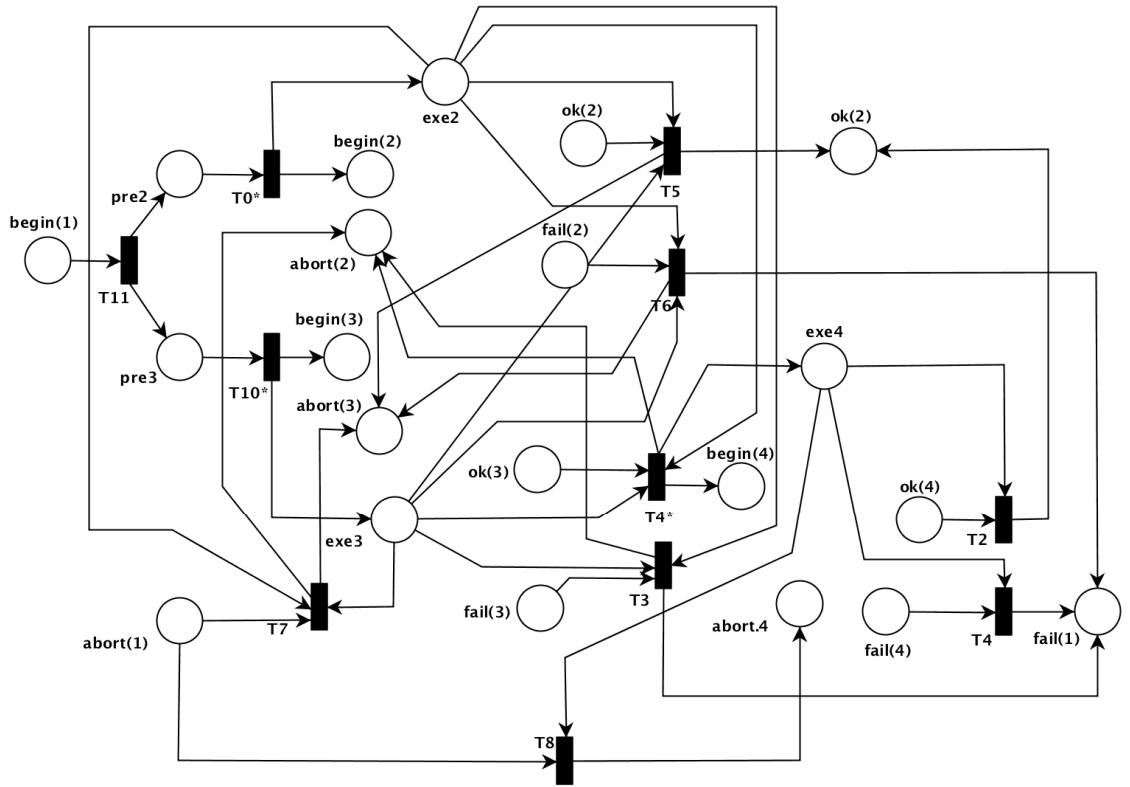 exe2
ok(2)
ok(2)
begin(2)
T5
pre2
T0*
begin(1)
fail(2)
abort(2)
T11
T6
begin(3)
exe4
pre3
T10*
abort(3)
begin(4)
ok(3)
ok(4)
T4*
exe3
T2
T3
fail(3)
T7
abort(1)
abort.4
T4
fail(1)
fail(4)
T8